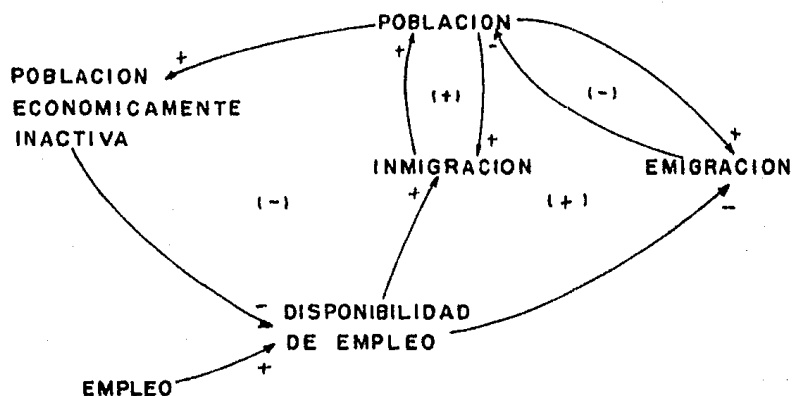 POBLACION
+ + - +
POBLACION
ECONOMICAMENTE
INACTIVA
(+) (-)
+
INMIGRACION
EMIGRACION
+ -
(-) (+)
- DISPONIBILIDAD
DE EMPLEO
+
EMPLEO